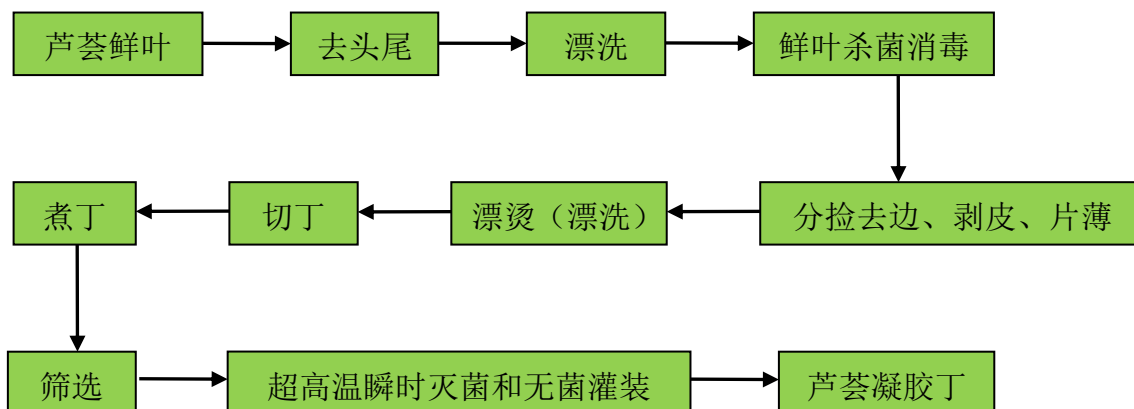 芦荟鲜叶
去头尾
漂洗
鲜叶杀菌消毒
分捡去边、剥皮、片薄
漂烫（漂洗）
切丁
煮丁
筛选
超高温瞬时灭菌和无菌灌装
芦荟凝胶丁